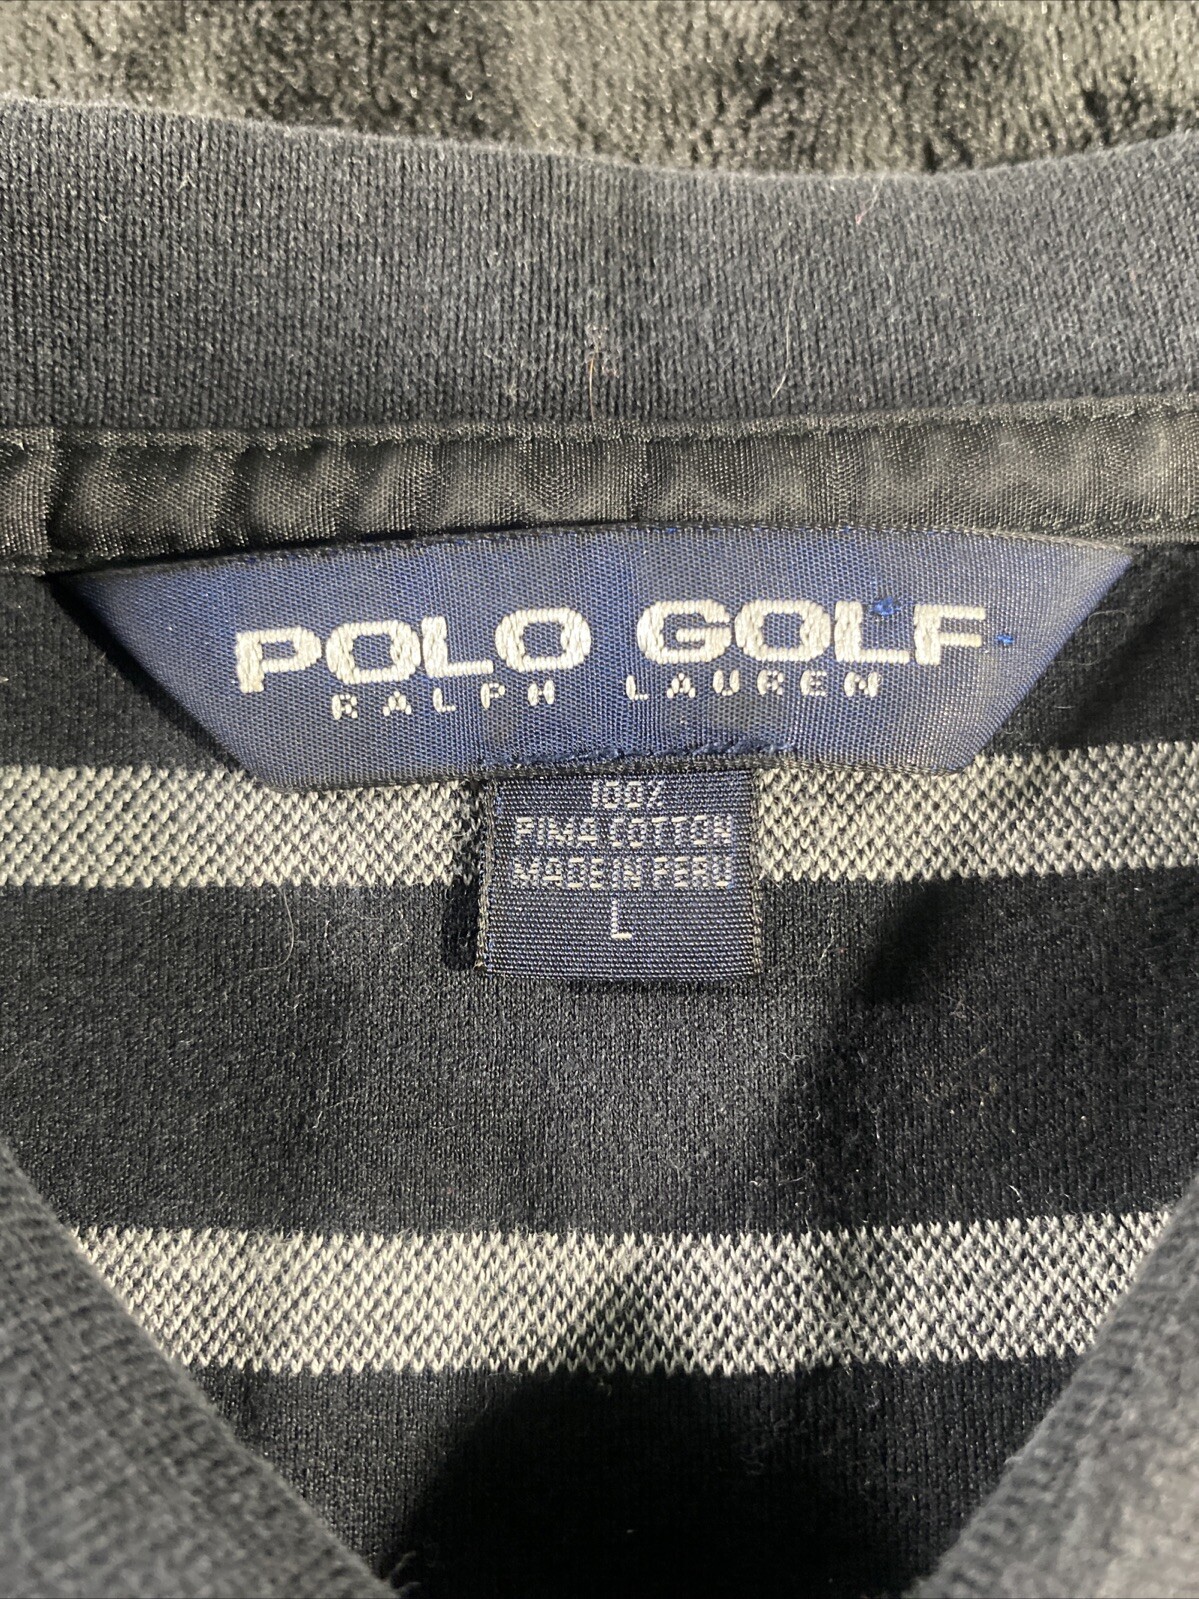 POLO GOLF
RALPH LAUREN
100%
PIMA COTTON
MADE IN PERU
L